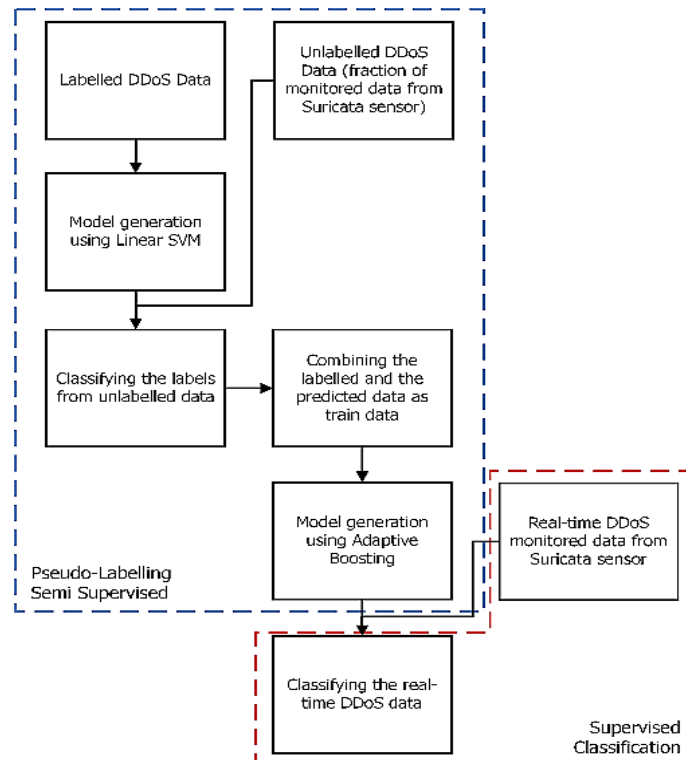 Labelled DDoS Data
Unlabelled DDoS
Data (fraction of
monitored data from
Suricata sensor)
Model generation
using Linear SVM
Classifying the labels
from unlabelled data
Combining the
labelled and the
predicted data as
train data
Model generation
using Adaptive
Boosting
Real-time DDoS
monitored data from
Suricata sensor
Pseudo-Labelling
Semi Supervised
Classifying the real-
time DDoS data
Supervised
Classification